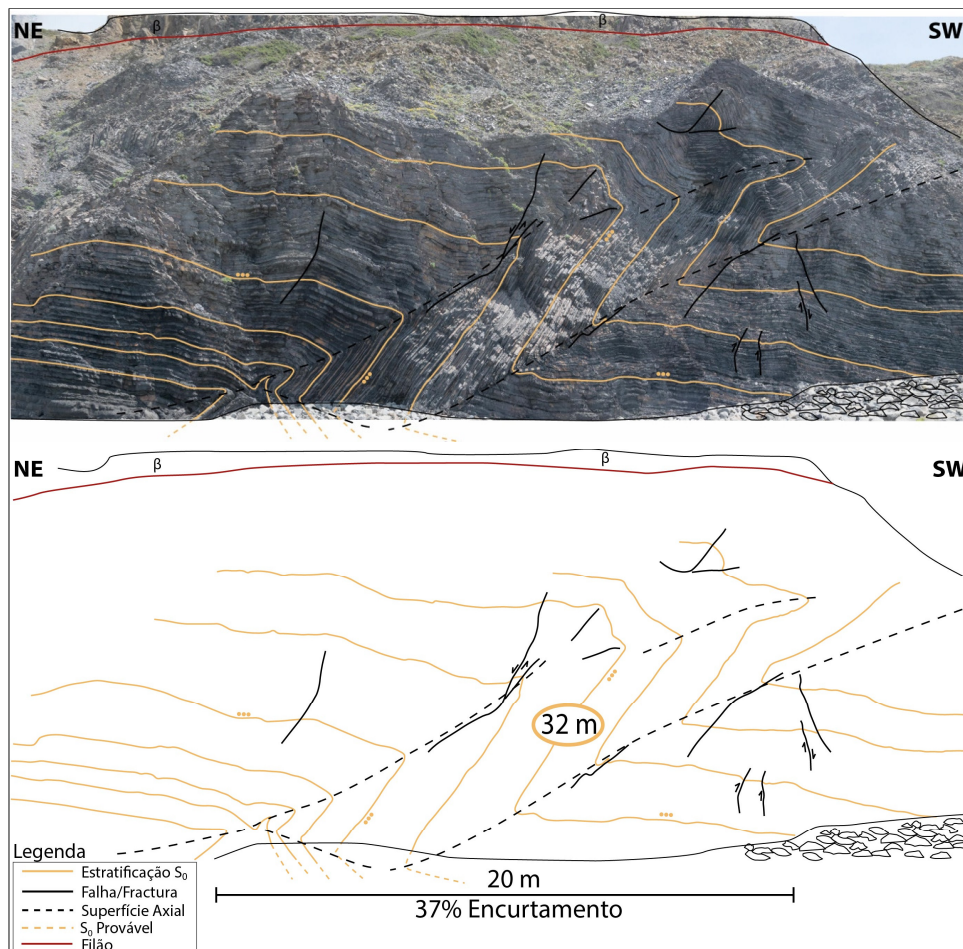 NE β β SW
NE β β SW
32 m
20 m
37% Encurtamento
Legenda
Estratificação S₀
Falha/Fractura
Superfície Axial
S₀ Provável
Filão